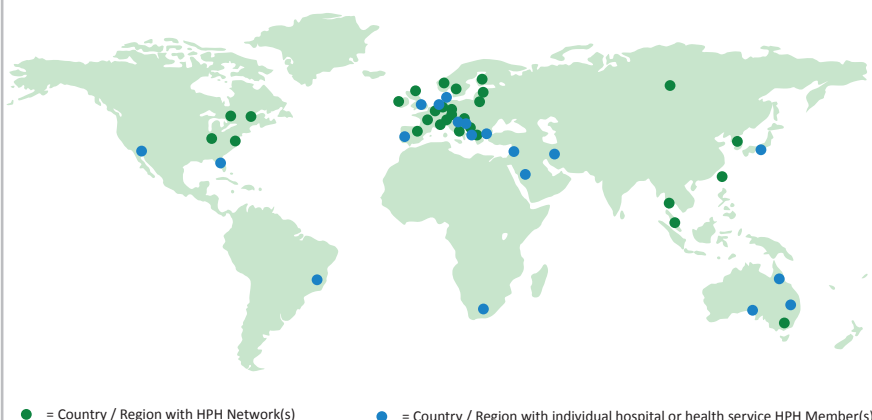 = Country / Region with HPH Network(s)
= Country / Region with individual hospital or health service HPH Member(s)